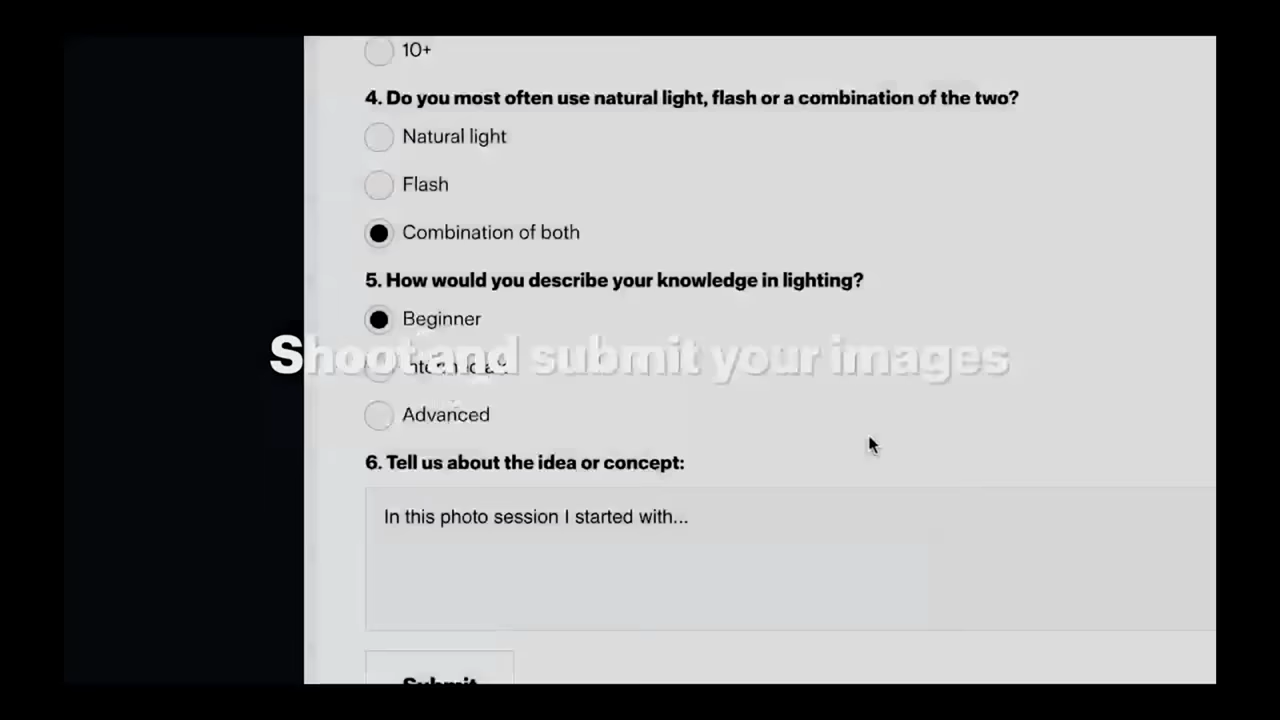 10+
4. Do you most often use natural light, flash or a combination of the two?
Natural light
Flash
Combination of both
5. How would you describe your knowledge in lighting?
Beginner
Shoot and submit your images
Advanced
6. Tell us about the idea or concept:
In this photo session I started with...
Submit